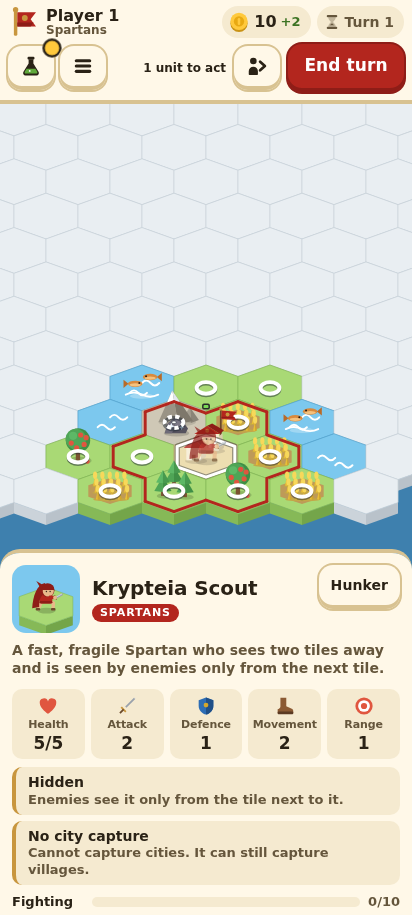 Player 1
Spartans
10 +2
Turn 1
1 unit to act
End turn
Krypteia Scout
SPARTANS
Hunker
A fast, fragile Spartan who sees two tiles away
and is seen by enemies only from the next tile.
Health
5/5
Attack
2
Defence
1
Movement
2
Range
1
Hidden
Enemies see it only from the tile next to it.
No city capture
Cannot capture cities. It can still capture
villages.
Fighting
0/10